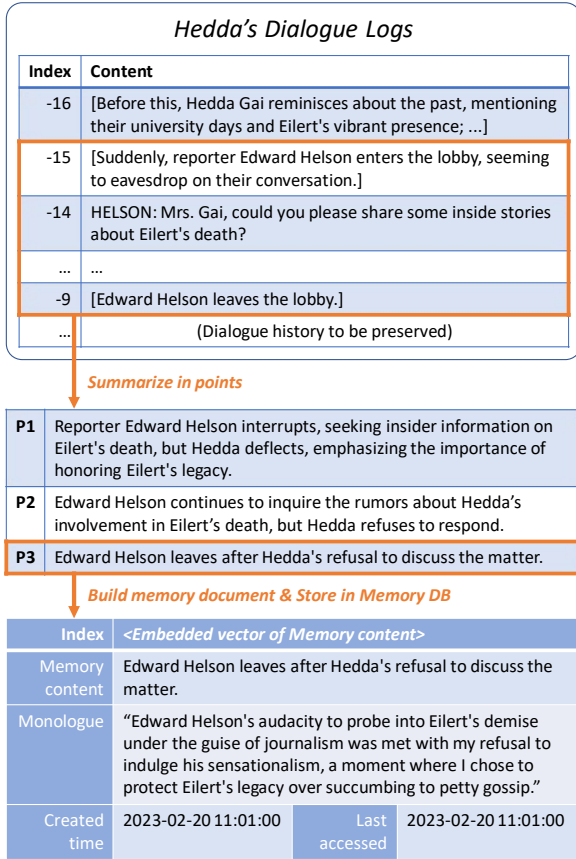 Hedda's Dialogue Logs
Index Content
-16 [Before this, Hedda Gai reminisces about the past, mentioning
their university days and Eilert's vibrant presence; ...]
-15 [Suddenly, reporter Edward Helson enters the lobby, seeming
to eavesdrop on their conversation.]
-14 HELSON: Mrs. Gai, could you please share some inside stories
about Eilert's death?
... ...
-9 [Edward Helson leaves the lobby.]
... (Dialogue history to be preserved)
Summarize in points
P1 Reporter Edward Helson interrupts, seeking insider information on
Eilert's death, but Hedda deflects, emphasizing the importance of
honoring Eilert's legacy.
P2 Edward Helson continues to inquire the rumors about Hedda's
involvement in Eilert's death, but Hedda refuses to respond.
P3 Edward Helson leaves after Hedda's refusal to discuss the matter.
Build memory document & Store in Memory DB
Index <Embedded vector of Memory content>
Memory content Edward Helson leaves after Hedda's refusal to discuss the
matter.
Monologue "Edward Helson's audacity to probe into Eilert's demise
under the guise of journalism was met with my refusal to
indulge his sensationalism, a moment where I chose to
protect Eilert's legacy over succumbing to petty gossip."
Created time 2023-02-20 11:01:00 Last accessed 2023-02-20 11:01:00